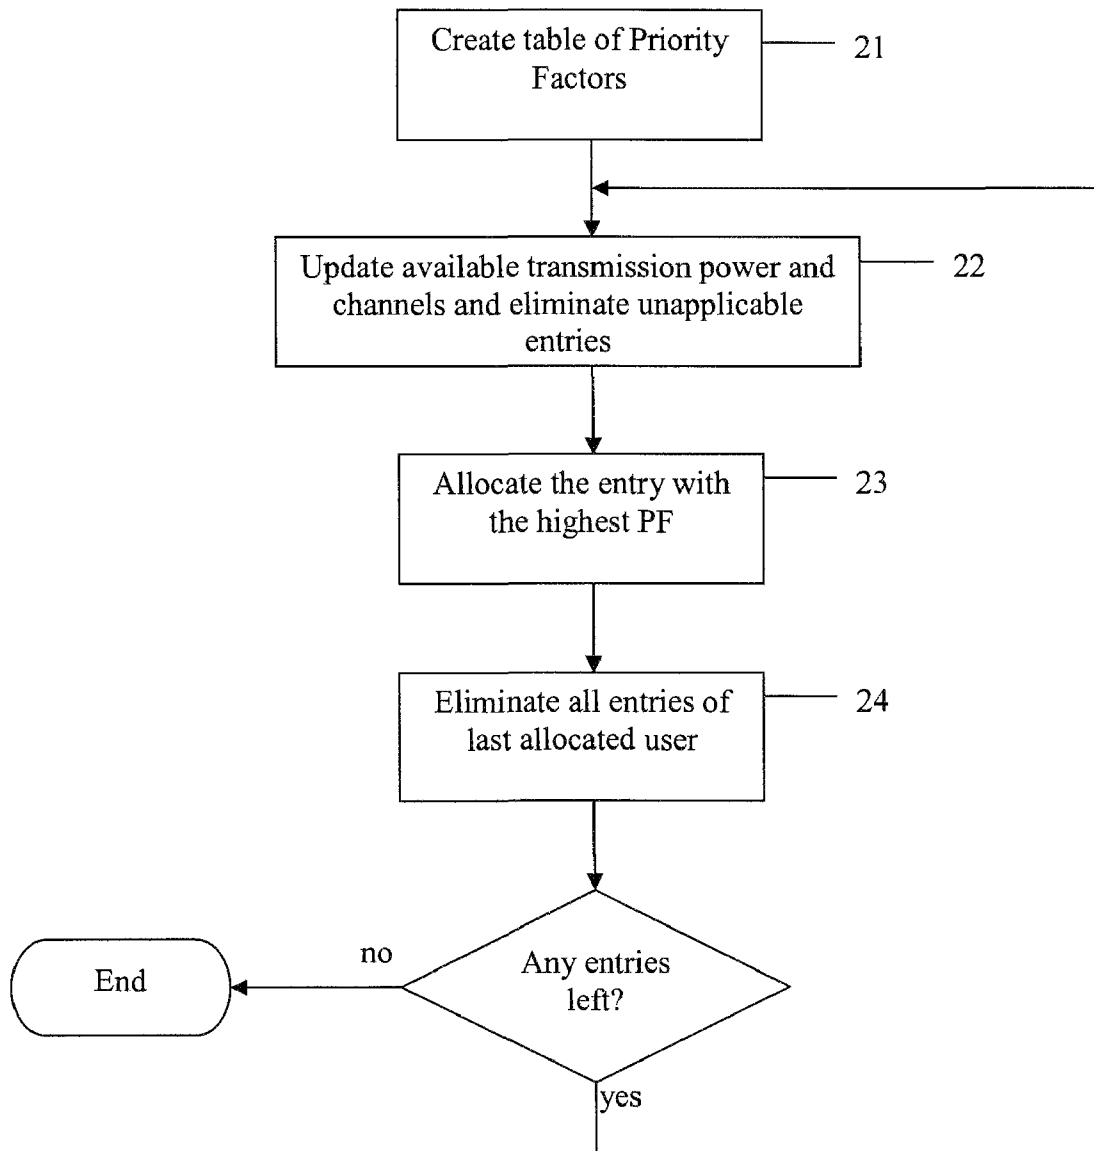 Create table of Priority
Factors
21
Update available transmission power and
channels and eliminate unapplicable
entries
22
Allocate the entry with
the highest PF
23
Eliminate all entries of
last allocated user
24
Any entries
left?
no
End
yes